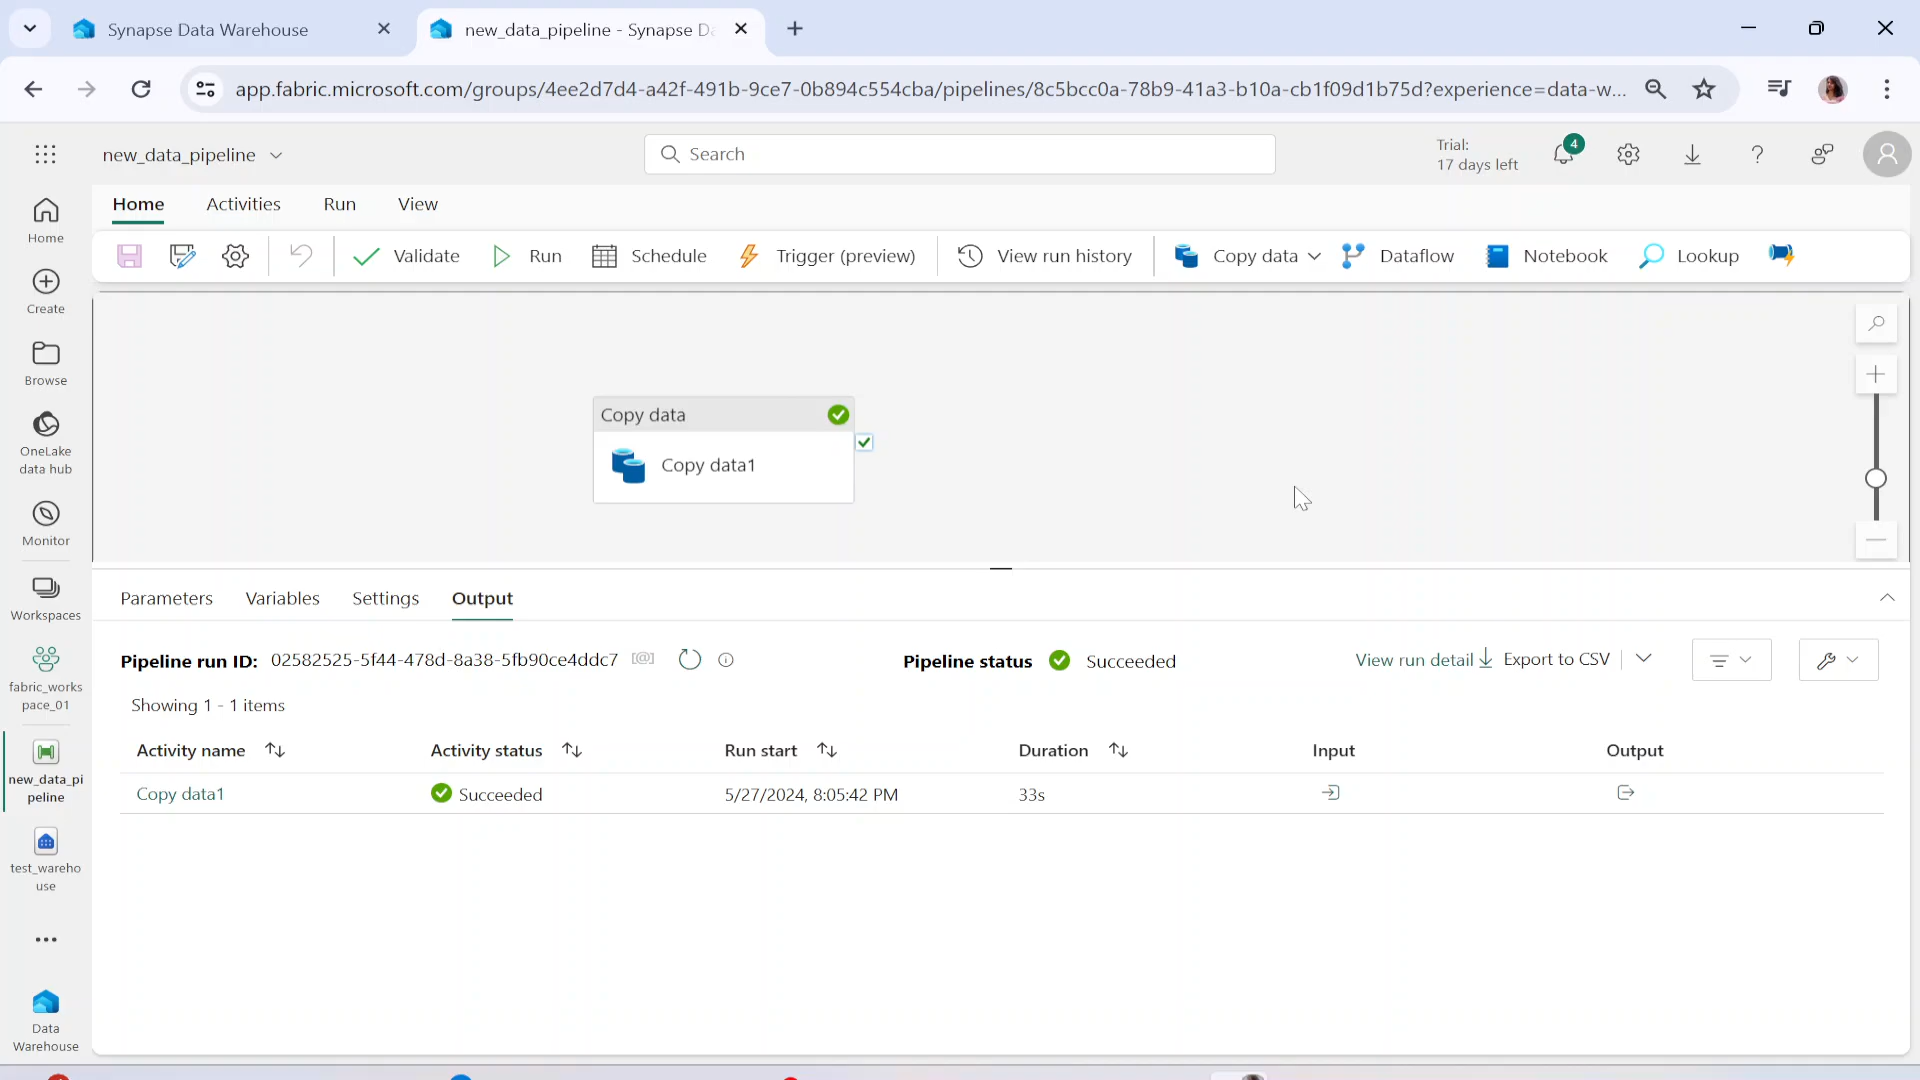 Synapse Data Warehouse
new_data_pipeline - Synapse Da
app.fabric.microsoft.com/groups/4ee2d7d4-a42f-491b-9ce7-0b894c554cba/pipelines/8c5bcc0a-78b9-41a3-b10a-cb1f09d1b75d?experience=data-w...
new_data_pipeline
Search
Trial:
17 days left
4
Home
Activities
Run
View
Validate
Run
Schedule
Trigger (preview)
View run history
Copy data
Dataflow
Notebook
Lookup
Home
Create
Browse
OneLake
data hub
Monitor
Workspaces
fabric_works
pace_01
new_data_pi
peline
test_wareho
use
Data
Warehouse
Copy data
Copy data1
Parameters
Variables
Settings
Output
Pipeline run ID: 02582525-5f44-478d-8a38-5fb90ce4ddc7
Pipeline status
Succeeded
View run detail
Export to CSV
Showing 1 - 1 items
Activity name
Activity status
Run start
Duration
Input
Output
Copy data1
Succeeded
5/27/2024, 8:05:42 PM
33s